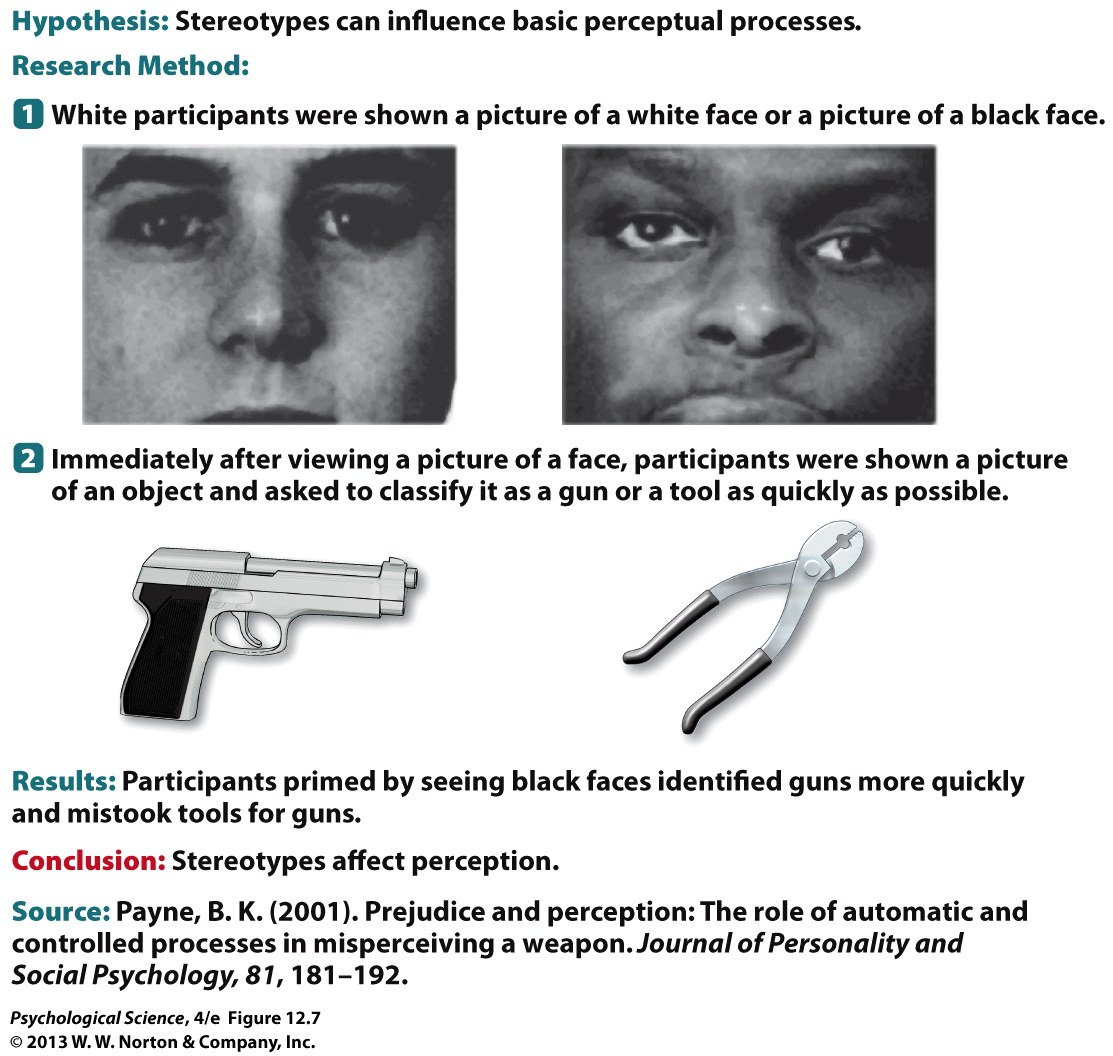 Hypothesis: Stereotypes can influence basic perceptual processes.
Research Method:
1 White participants were shown a picture of a white face or a picture of a black face.
2 Immediately after viewing a picture of a face, participants were shown a picture
of an object and asked to classify it as a gun or a tool as quickly as possible.
Results: Participants primed by seeing black faces identified guns more quickly
and mistook tools for guns.
Conclusion: Stereotypes affect perception.
Source: Payne, B. K. (2001). Prejudice and perception: The role of automatic and
controlled processes in misperceiving a weapon. Journal of Personality and
Social Psychology, 81, 181–192.
Psychological Science, 4/e Figure 12.7
© 2013 W. W. Norton & Company, Inc.